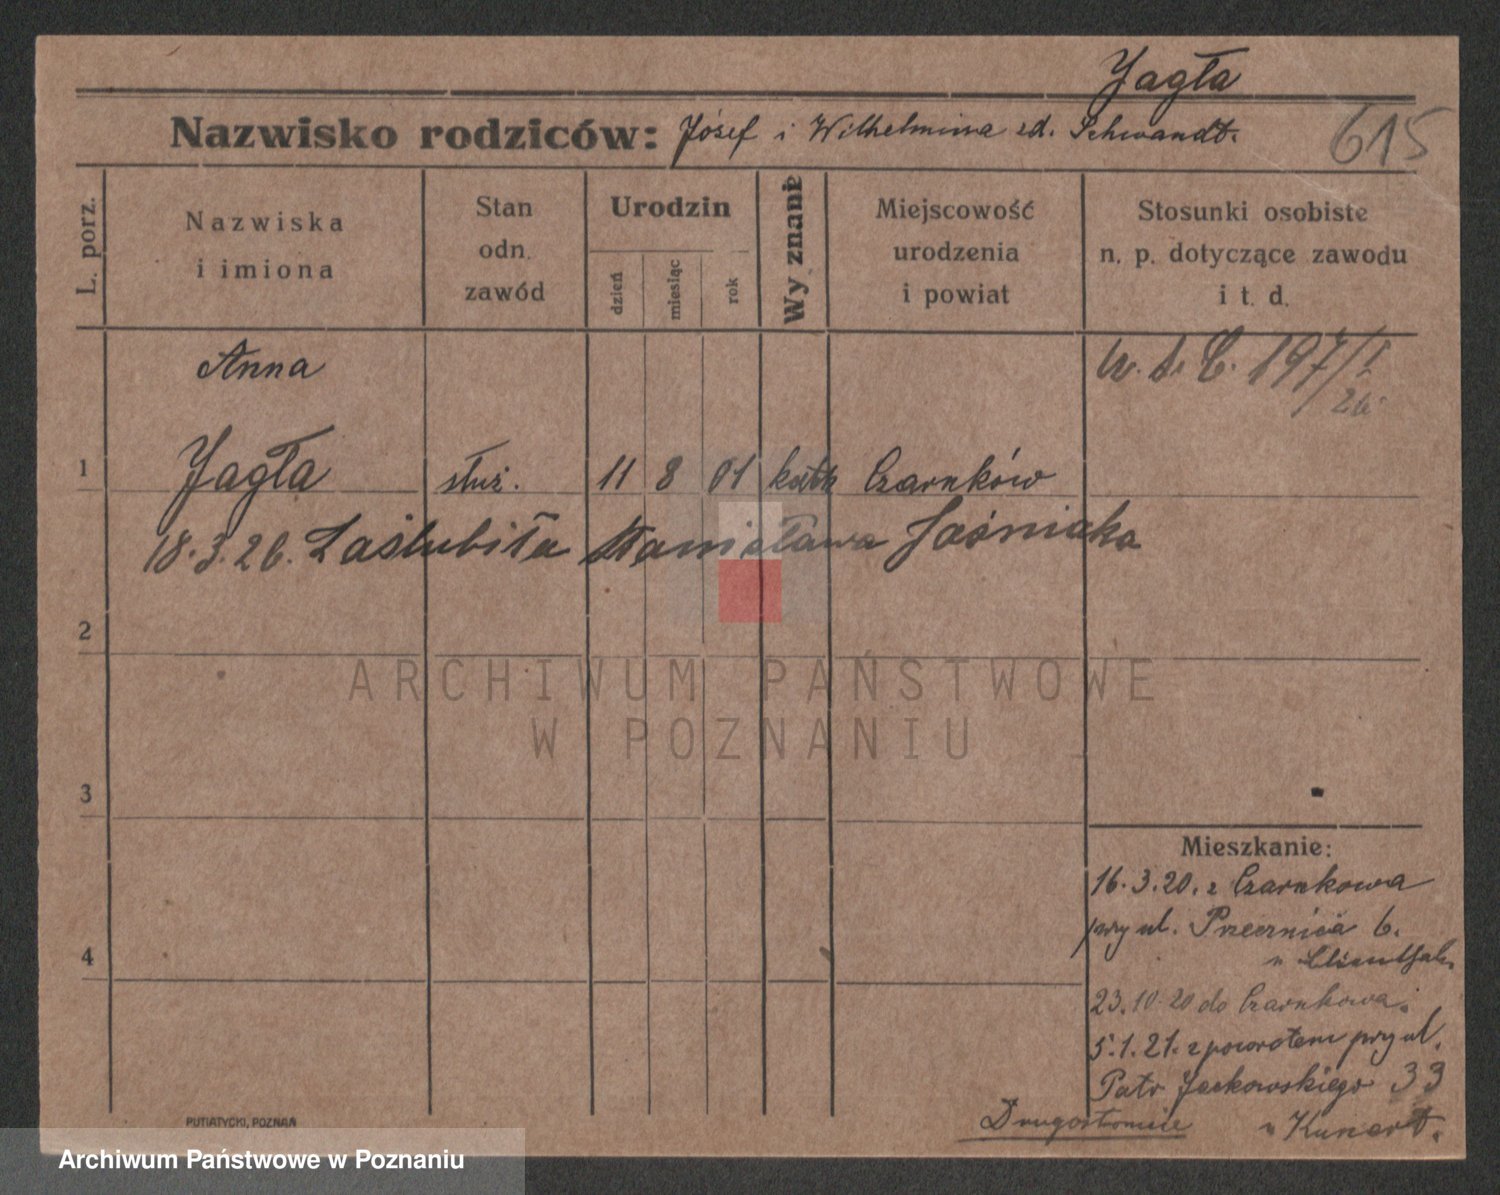 Jagła
Nazwisko rodziców: Józef i Wilhelmina zd. Schwandt.
615
L. porz.
Nazwiska
i imiona
Stan
odn.
zawód
Urodzin
dzień
miesiąc
rok
Wyznanie
Miejscowość
urodzenia
i powiat
Stosunki osobiste
n. p. dotyczące zawodu
i t. d.
Anna
197/I
26
1 Jagła służ. 11 8 01 kath Czarnków
18.3.26. Zaślubiła Stanisława Jaśniaka
2
ARCHIWUM PAŃSTWOWE
W POZNANIU
3
4
Mieszkanie:
16.3.20. z Czarnkowa
przy ul. Przecznica 6.
23.10.20 do Czarnkowa.
5.1.21. z powrotem przy ul.
Patr Jackowskiego 33
u Kunert.
PUTIATYCKI, POZNAŃ
Archiwum Państwowe w Poznaniu